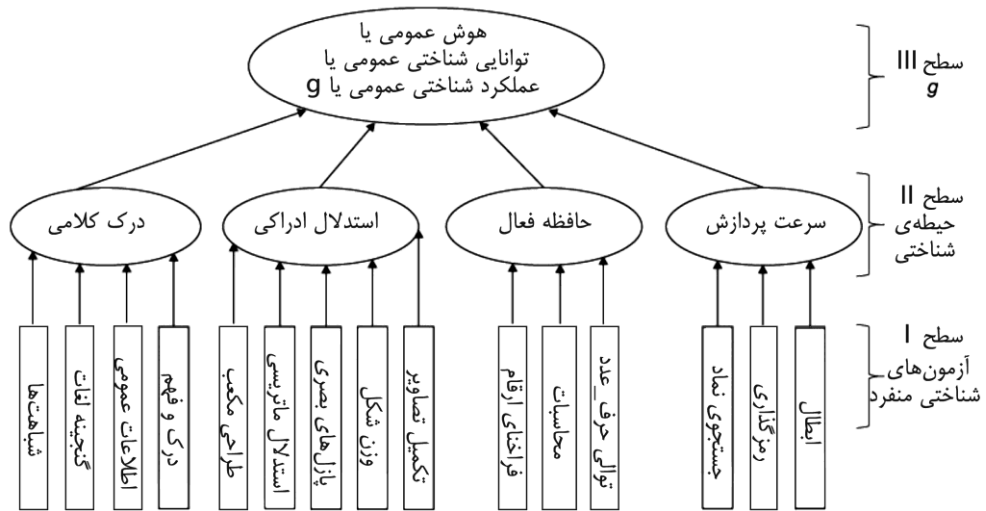 هوش عمومی یا
توانایی شناختی عمومی یا
عملکرد شناختی عمومی یا g
سطح III
g
درک کلامی
استدلال ادراکی
حافظه فعال
سرعت پردازش
سطح II
حیطه‌ی
شناختی
شباهت‌ها
گنجینه لغات
اطلاعات عمومی
درک و فهم
طراحی مکعب
استدلال ماتریسی
پازل‌های بصری
وزن شکل
تکمیل تصاویر
فراخنای ارقام
محاسبات
توالی حرف_عدد
جستجوی نماد
رمزگذاری
ابطال
سطح I
آزمون‌های
شناختی منفرد